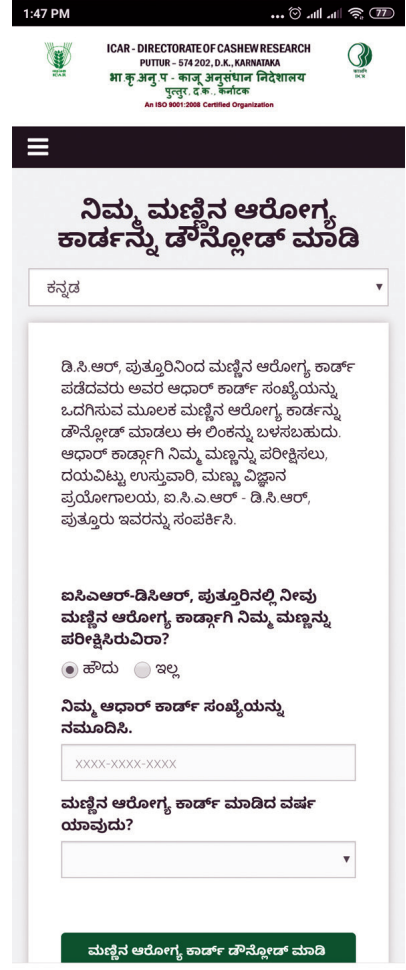 1:47 PM
77
ICAR - DIRECTORATE OF CASHEW RESEARCH
PUTTUR - 574 202, D.K., KARNATAKA
भा.कृ.अनु.प - काजू अनुसंधान निदेशालय
पुत्तुर, द.क., कर्नाटक
An ISO 9001:2008 Certified Organization
ನಿಮ್ಮ ಮಣ್ಣಿನ ಆರೋಗ್ಯ
ಕಾರ್ಡನ್ನು ಡೌನ್ಲೋಡ್ ಮಾಡಿ
ಕನ್ನಡ
ಡಿ.ಸಿ.ಆರ್, ಪುತ್ತೂರಿನಿಂದ ಮಣ್ಣಿನ ಆರೋಗ್ಯ ಕಾರ್ಡ್
ಪಡೆದವರು ಅವರ ಆಧಾರ್ ಕಾರ್ಡ್ ಸಂಖ್ಯೆಯನ್ನು
ಒದಗಿಸುವ ಮೂಲಕ ಮಣ್ಣಿನ ಆರೋಗ್ಯ ಕಾರ್ಡನ್ನು
ಡೌನ್ಲೋಡ್ ಮಾಡಲು ಈ ಲಿಂಕನ್ನು ಬಳಸಬಹುದು.
ಆಧಾರ್ ಕಾರ್ಡ್ಗಾಗಿ ನಿಮ್ಮ ಮಣ್ಣನ್ನು ಪರೀಕ್ಷಿಸಲು,
ದಯವಿಟ್ಟು ಉಸ್ತುವಾರಿ, ಮಣ್ಣು ವಿಜ್ಞಾನ
ಪ್ರಯೋಗಾಲಯ, ಐ.ಸಿ.ಎ.ಆರ್ - ಡಿ.ಸಿ.ಆರ್,
ಪುತ್ತೂರು ಇವರನ್ನು ಸಂಪರ್ಕಿಸಿ.
ಐಸಿಎಆರ್-ಡಿಸಿಆರ್, ಪುತ್ತೂರಿನಲ್ಲಿ ನೀವು
ಮಣ್ಣಿನ ಆರೋಗ್ಯ ಕಾರ್ಡ್ಗಾಗಿ ನಿಮ್ಮ ಮಣ್ಣನ್ನು
ಪರೀಕ್ಷಿಸಿರುವಿರಾ?
ಹೌದು ಇಲ್ಲ
ನಿಮ್ಮ ಆಧಾರ್ ಕಾರ್ಡ್ ಸಂಖ್ಯೆಯನ್ನು
ನಮೂದಿಸಿ.
XXXX-XXXX-XXXX
ಮಣ್ಣಿನ ಆರೋಗ್ಯ ಕಾರ್ಡ್ ಮಾಡಿದ ವರ್ಷ
ಯಾವುದು?
ಮಣ್ಣಿನ ಆರೋಗ್ಯ ಕಾರ್ಡ್ ಡೌನ್ಲೋಡ್ ಮಾಡಿ